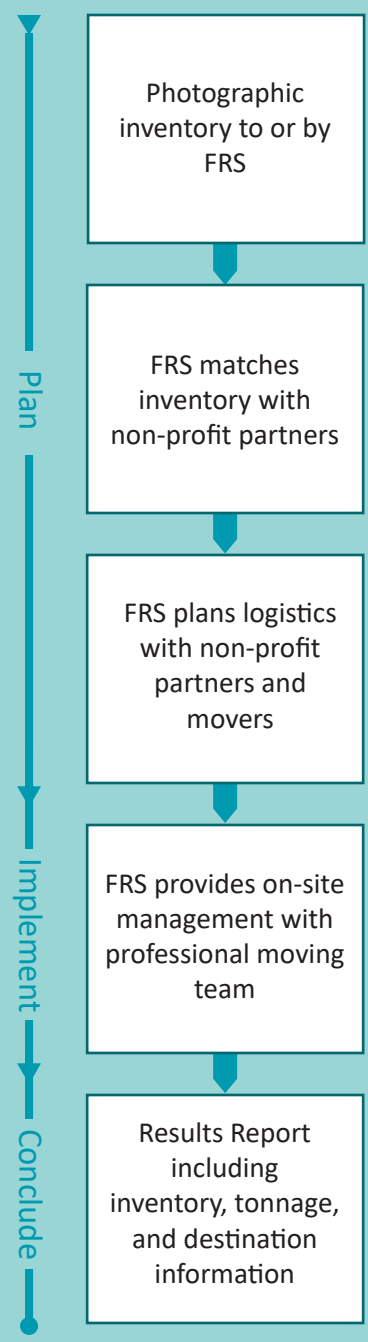 Photographic
inventory to or by
FRS
Plan
FRS matches
inventory with
non-profit partners
FRS plans logistics
with non-profit
partners and
movers
Implement
FRS provides on-site
management with
professional moving
team
Conclude
Results Report
including
inventory, tonnage,
and destination
information